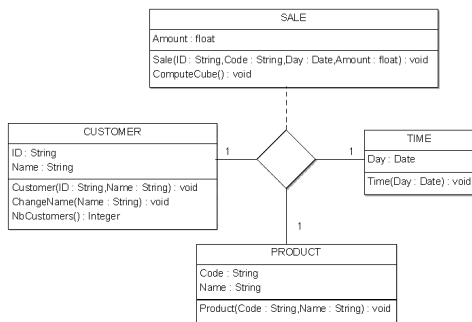 SALE
Amount : float
Sale(ID : String,Code : String,Day : Date,Amount : float) : void
ComputeCube() : void
CUSTOMER
ID : String
Name : String
Customer(ID : String,Name : String) : void
ChangeName(Name : String) : void
NbCustomers() : Integer
1
1
TIME
Day : Date
Time(Day : Date) : void
1
PRODUCT
Code : String
Name : String
Product(Code : String,Name : String) : void